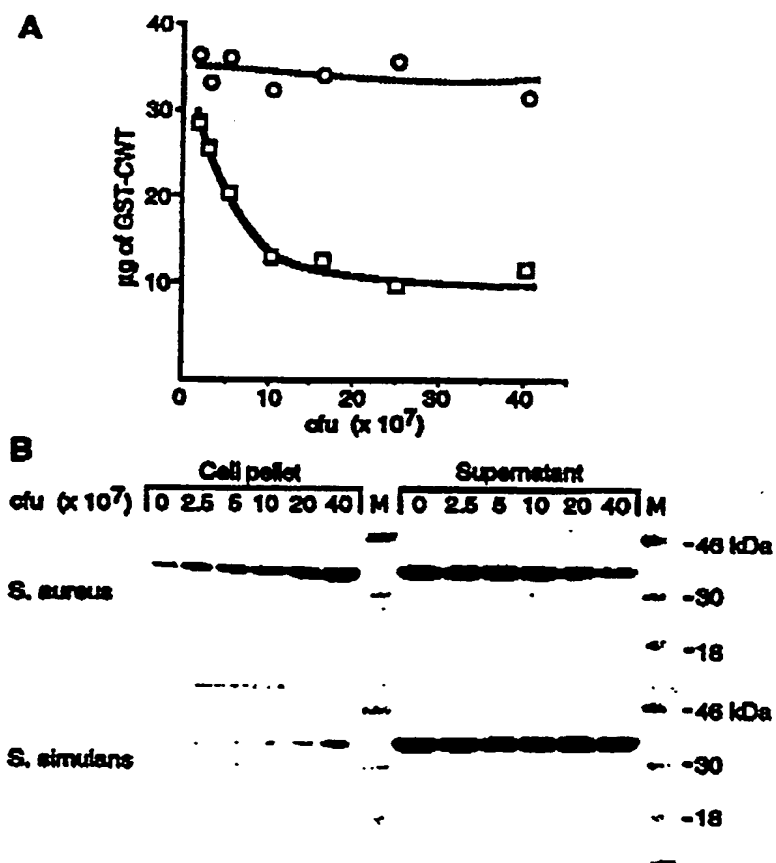 A
40
30
20
10
µg of GST-CWT
0 10 20 30 40
cfu (x 10⁷)
B
Cell pellet Supernatant
cfu (x 10⁷) 0 2.5 5 10 20 40 M 0 2.5 5 10 20 40 M
-46 kDa
S. aureus -30
-18
-46 kDa
S. simulans -30
-18